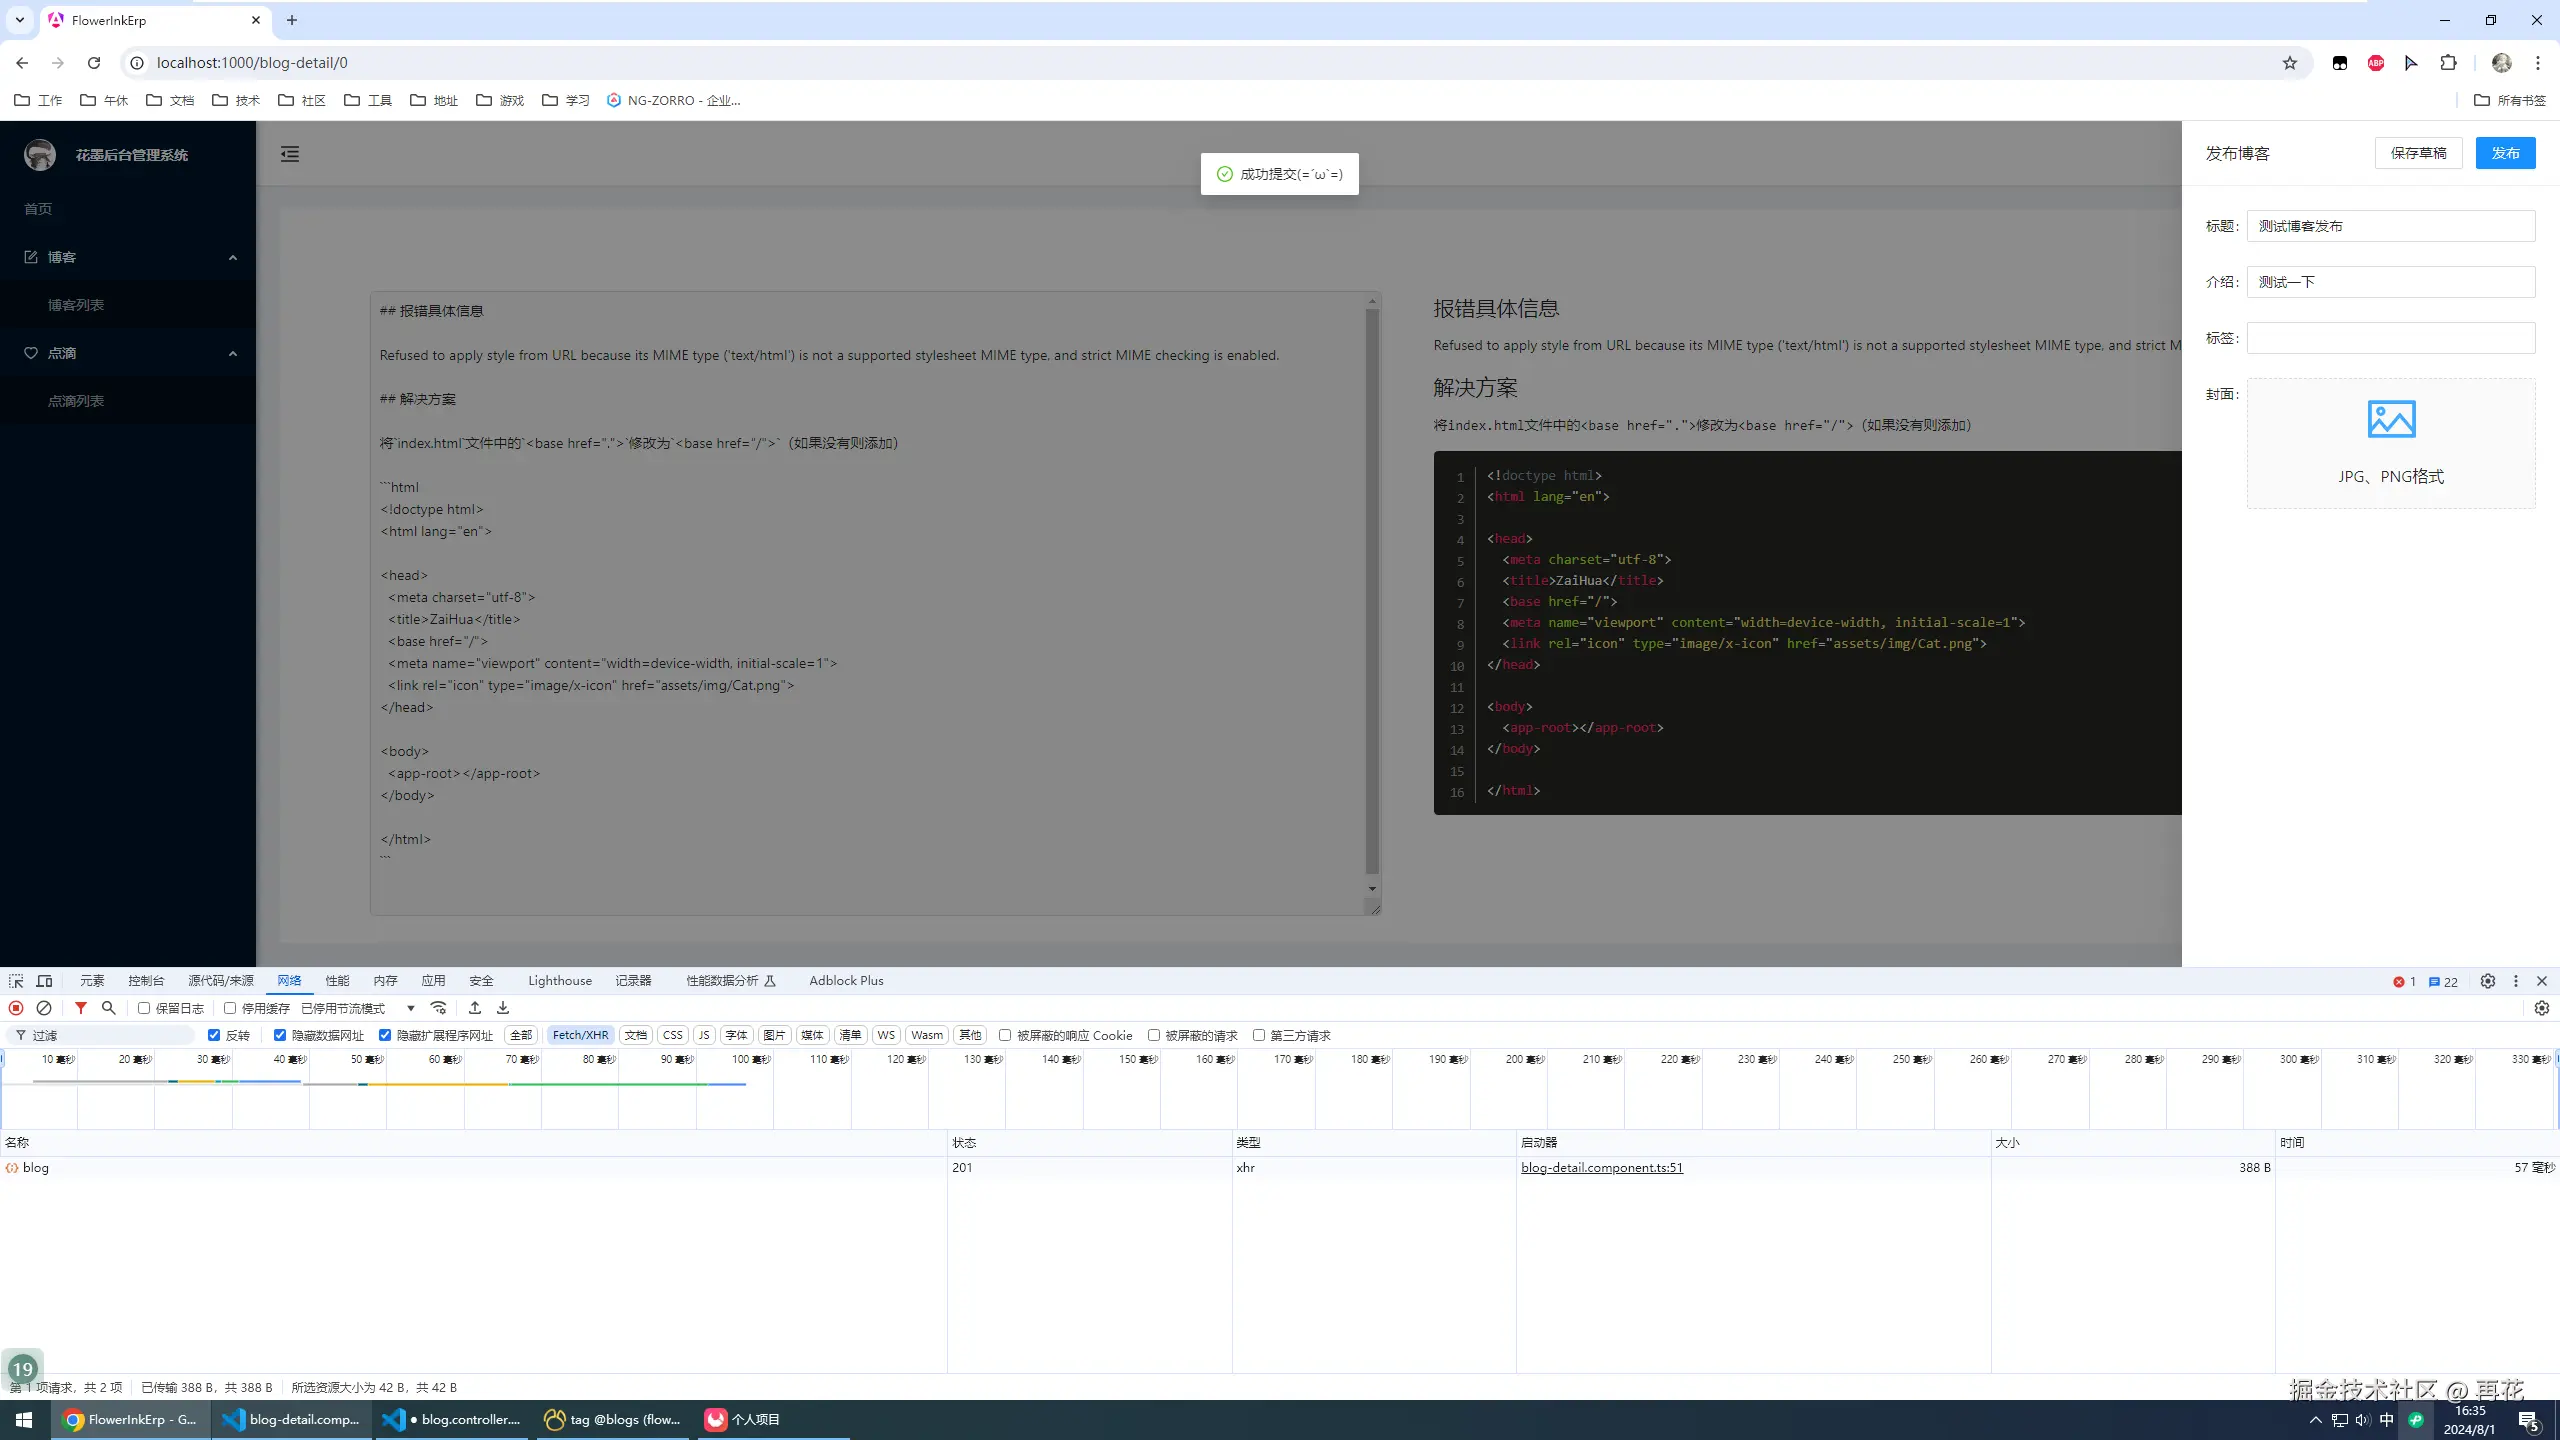 FlowerInkErp
localhost:1000/blog-detail/0
工作 午休 文档 技术 社区 工具 地址 游戏 学习 NG-ZORRO - 企业... 所有书签
ABP
花墨后台管理系统
首页
博客
博客列表
点滴
点滴列表
成功提交(=´ω`=)
## 报错具体信息
Refused to apply style from URL because its MIME type ('text/html') is not a supported stylesheet MIME type, and strict MIME checking is enabled.
## 解决方案
将`index.html`文件中的`<base href=".">`修改为`<base href="/">`（如果没有则添加）
```html
<!doctype html>
<html lang="en">
<head>
<meta charset="utf-8">
<title>ZaiHua</title>
<base href="/">
<meta name="viewport" content="width=device-width, initial-scale=1">
<link rel="icon" type="image/x-icon" href="assets/img/Cat.png">
</head>
<body>
<app-root></app-root>
</body>
</html>
```
报错具体信息
Refused to apply style from URL because its MIME type ('text/html') is not a supported stylesheet MIME type, and strict M
解决方案
将index.html文件中的<base href=".">修改为<base href="/">（如果没有则添加）
1 <!doctype html>
2 <html lang="en">
3
4 <head>
5 <meta charset="utf-8">
6 <title>ZaiHua</title>
7 <base href="/">
8 <meta name="viewport" content="width=device-width, initial-scale=1">
9 <link rel="icon" type="image/x-icon" href="assets/img/Cat.png">
10 </head>
11
12 <body>
13 <app-root></app-root>
14 </body>
15
16 </html>
发布博客 保存草稿 发布
标题: 测试博客发布
介绍: 测试一下
标签:
封面:
JPG、PNG格式
元素 控制台 源代码/来源 网络 性能 内存 应用 安全 Lighthouse 记录器 性能数据分析 Adblock Plus 1 22
保留日志 停用缓存 已停用节流模式
过滤 反转 隐藏数据网址 隐藏扩展程序网址 全部 Fetch/XHR 文档 CSS JS 字体 图片 媒体 清单 WS Wasm 其他 被屏蔽的响应 Cookie 被屏蔽的请求 第三方请求
10 毫秒 20 毫秒 30 毫秒 40 毫秒 50 毫秒 60 毫秒 70 毫秒 80 毫秒 90 毫秒 100 毫秒 110 毫秒 120 毫秒 130 毫秒 140 毫秒 150 毫秒 160 毫秒 170 毫秒 180 毫秒 190 毫秒 200 毫秒 210 毫秒 220 毫秒 230 毫秒 240 毫秒 250 毫秒 260 毫秒 270 毫秒 280 毫秒 290 毫秒 300 毫秒 310 毫秒 320 毫秒 330 毫秒
名称 状态 类型 启动器 大小 时间
blog 201 xhr blog-detail.component.ts:51 388 B 57 毫秒
19
第 1 项请求，共 2 项 已传输 388 B，共 388 B 所选资源大小为 42 B，共 42 B
掘金技术社区 @ 再花
FlowerInkErp - G... blog-detail.comp... ● blog.controller.... tag @blogs (flow... 个人项目
中 16:35
2024/8/1
5